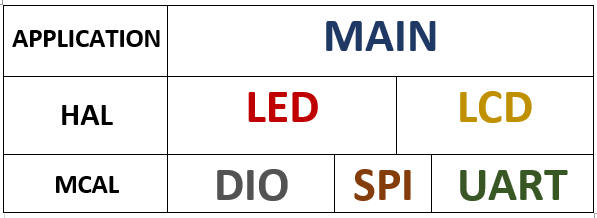 APPLICATION MAIN
HAL LED LCD
MCAL DIO SPI UART